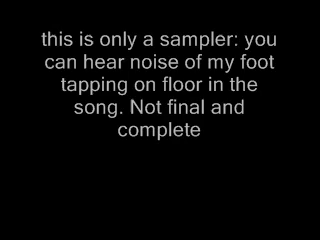 this is only a sampler: you
can hear noise of my foot
tapping on floor in the
song. Not final and
complete